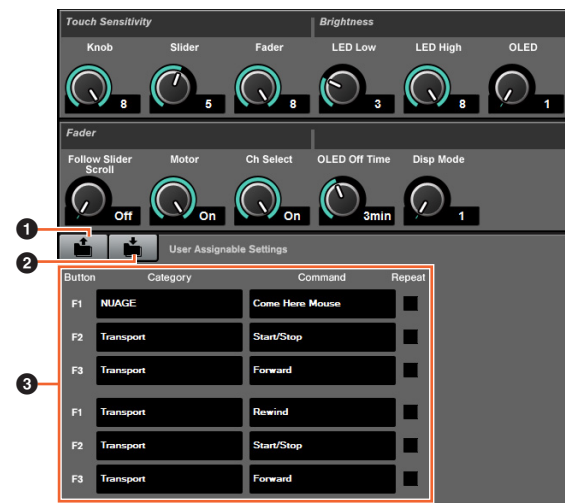 Touch Sensitivity Brightness
Knob Slider Fader LED Low LED High OLED
8 5 8 3 8 1
Fader
Follow Slider Scroll Motor Ch Select OLED Off Time Disp Mode
Off On On 3min 1
1
2
User Assignable Settings
Button Category Command Repeat
F1 NUAGE Come Here Mouse
F2 Transport Start/Stop
3
F3 Transport Forward
F1 Transport Rewind
F2 Transport Start/Stop
F3 Transport Forward